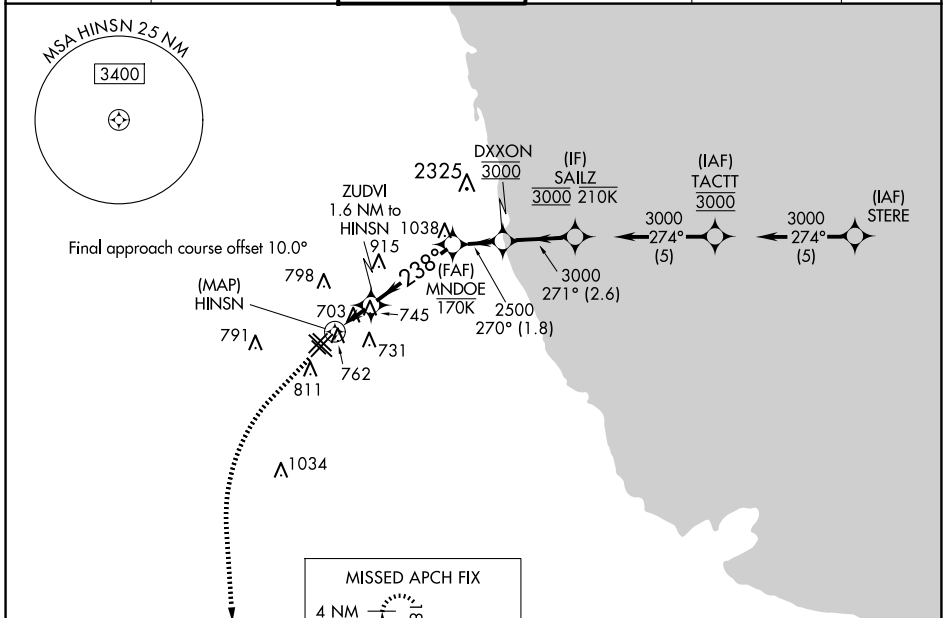 MSA HINSN 25 NM
3400
Final approach course offset 10.0°
(MAP)
HINSN
ZUDVI
1.6 NM to
HINSN
915
798
703
745
791
762
731
811
1034
2325
1038
238°
(FAF)
MNDOE
170K
DXXON
3000
2500
270° (1.8)
(IF)
SAILZ
3000 210K
3000
271° (2.6)
3000
274°
(5)
(IAF)
TACTT
3000
3000
274°
(5)
(IAF)
STERE
MISSED APCH FIX
4 NM